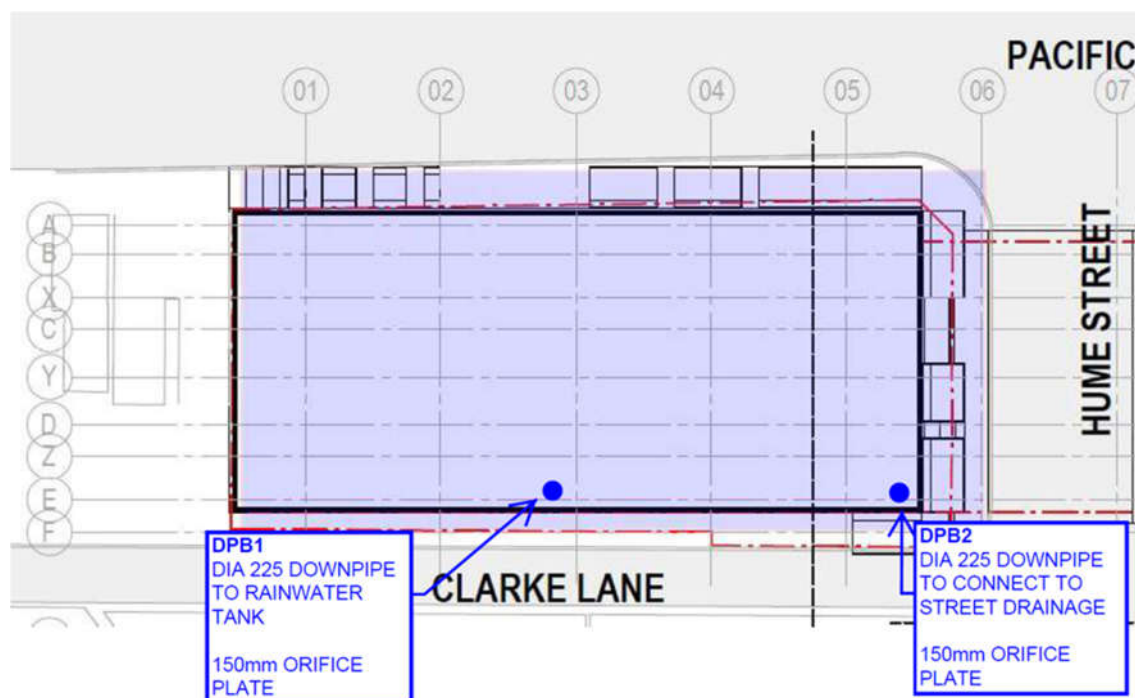 PACIFIC
01
02
03
04
05
06
07
A
B
X
C
Y
D
Z
E
F
HUME STREET
CLARKE LANE
DPB1
DIA 225 DOWNPIPE
TO RAINWATER
TANK
150mm ORIFICE
PLATE
DPB2
DIA 225 DOWNPIPE
TO CONNECT TO
STREET DRAINAGE
150mm ORIFICE
PLATE